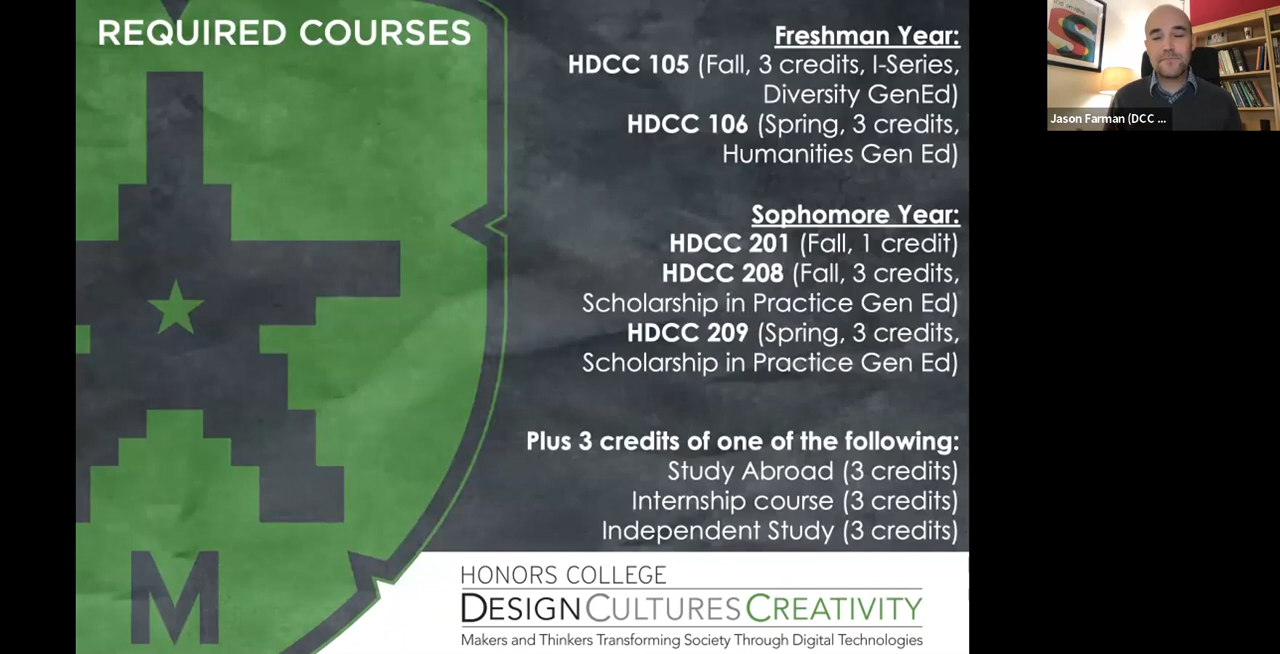 REQUIRED COURSES
Freshman Year:
HDCC 105 (Fall, 3 credits, I-Series,
Diversity GenEd)
HDCC 106 (Spring, 3 credits,
Humanities Gen Ed)
Sophomore Year:
HDCC 201 (Fall, 1 credit)
HDCC 208 (Fall, 3 credits,
Scholarship in Practice Gen Ed)
HDCC 209 (Spring, 3 credits,
Scholarship in Practice Gen Ed)
Plus 3 credits of one of the following:
Study Abroad (3 credits)
Internship course (3 credits)
Independent Study (3 credits)
M
HONORS COLLEGE
DESIGN CULTURES CREATIVITY
Makers and Thinkers Transforming Society Through Digital Technologies
Jason Farman (DCC ...